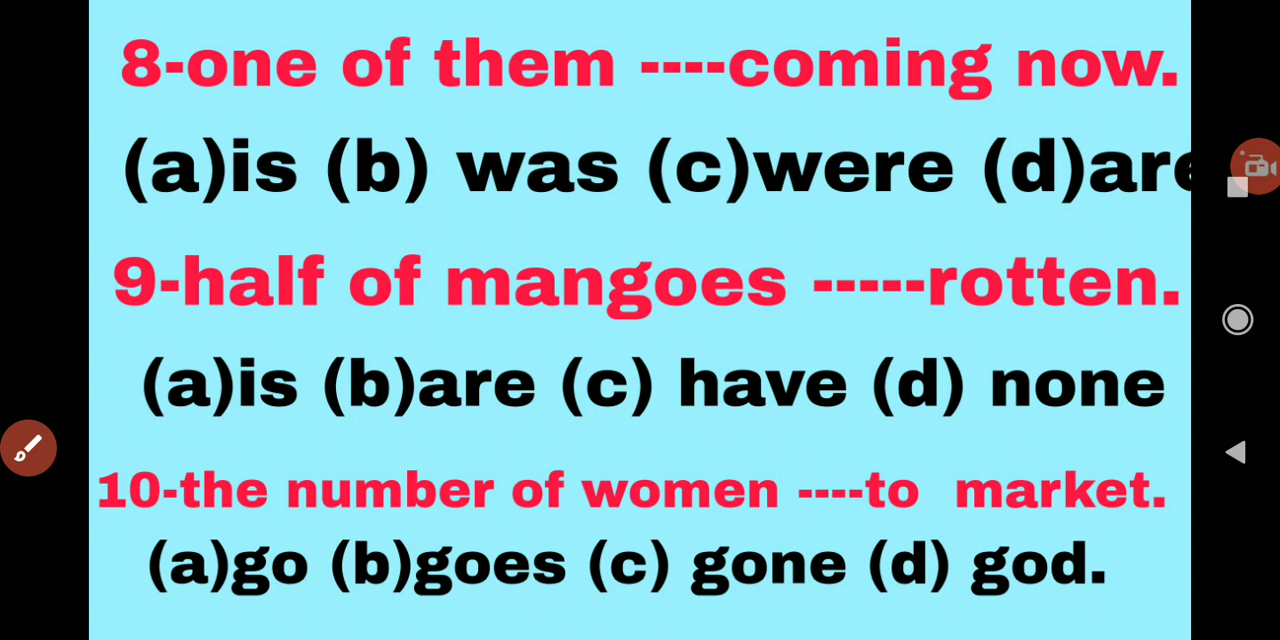 8-one of them ----coming now.
(a)is (b) was (c)were (d)are
9-half of mangoes -----rotten.
(a)is (b)are (c) have (d) none
10-the number of women ----to market.
(a)go (b)goes (c) gone (d) god.